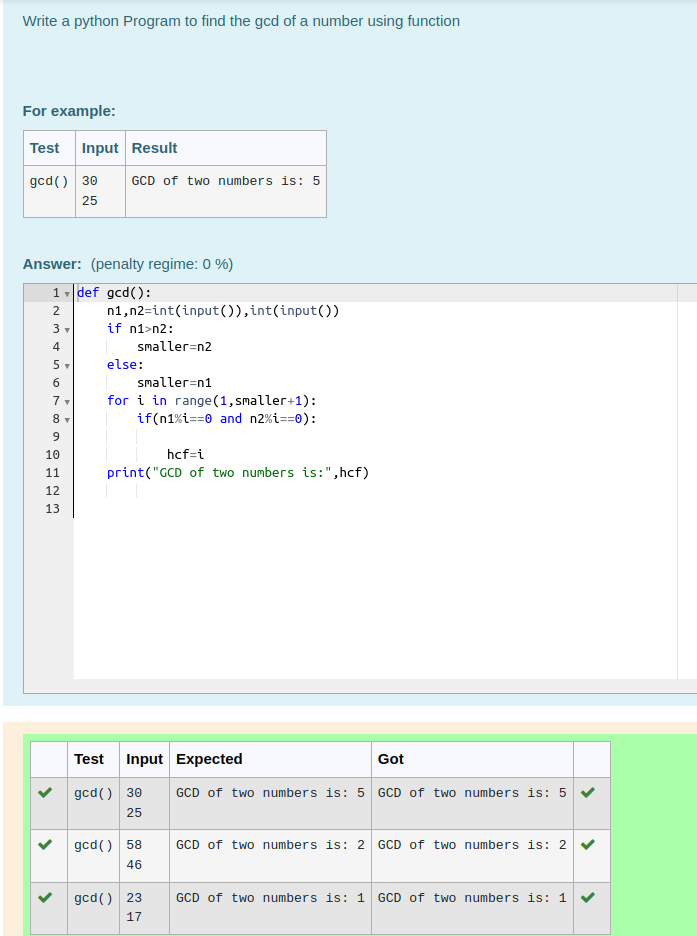 Write a python Program to find the gcd of a number using function
For example:
Test Input Result
gcd() 30 GCD of two numbers is: 5
25
Answer: (penalty regime: 0 %)
1 def gcd():
2 n1,n2=int(input()),int(input())
3 if n1>n2:
4 smaller=n2
5 else:
6 smaller=n1
7 for i in range(1,smaller+1):
8 if(n1%i==0 and n2%i==0):
9
10 hcf=i
11 print("GCD of two numbers is:",hcf)
12
13
Test Input Expected Got
gcd() 30 GCD of two numbers is: 5 GCD of two numbers is: 5
25
gcd() 58 GCD of two numbers is: 2 GCD of two numbers is: 2
46
gcd() 23 GCD of two numbers is: 1 GCD of two numbers is: 1
17